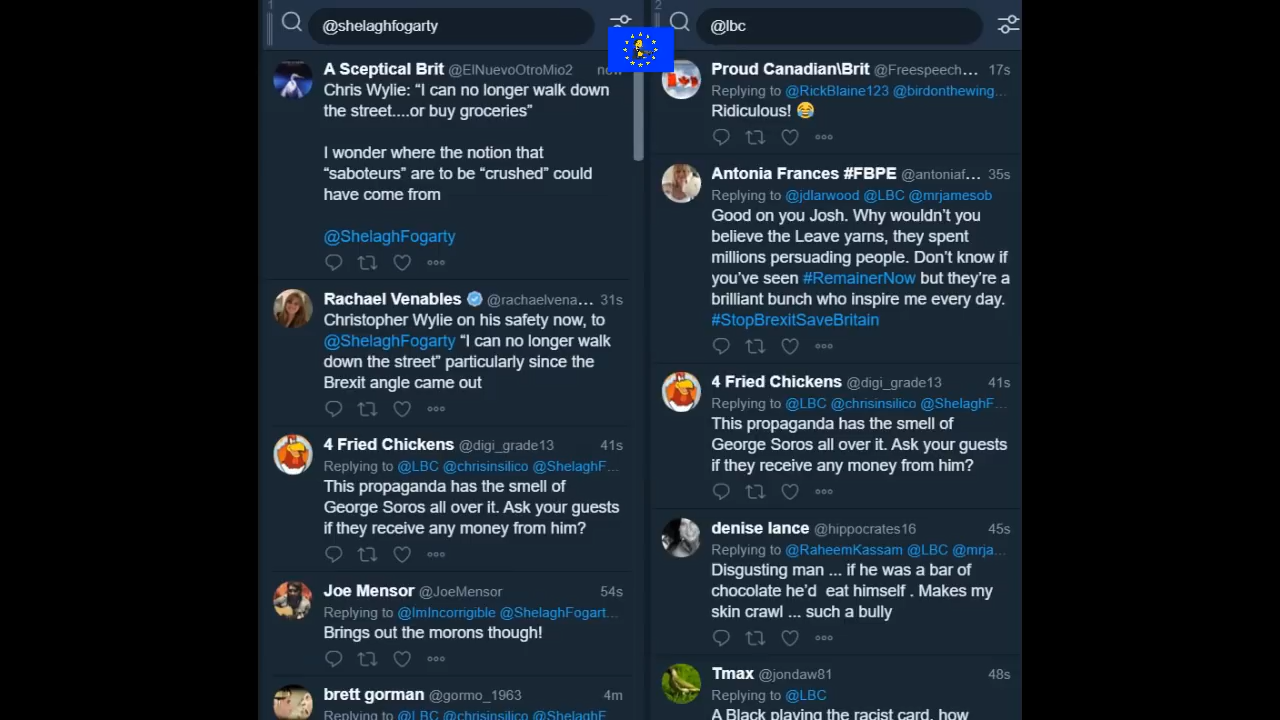 1
@shelaghfogarty
A Sceptical Brit @ElNuevoOtroMio2 now
Chris Wylie: “I can no longer walk down
the street....or buy groceries”
I wonder where the notion that
“saboteurs” are to be “crushed” could
have come from
@ShelaghFogarty
Rachael Venables @rachaelvena... 31s
Christopher Wylie on his safety now, to
@ShelaghFogarty “I can no longer walk
down the street” particularly since the
Brexit angle came out
4 Fried Chickens @digi_grade13 41s
Replying to @LBC @chrisinsilico @ShelaghF...
This propaganda has the smell of
George Soros all over it. Ask your guests
if they receive any money from him?
Joe Mensor @JoeMensor 54s
Replying to @ImIncorrigible @ShelaghFogart...
Brings out the morons though!
brett gorman @gormo_1963 4m
Replying to @LBC @chrisinsilico @ShelaghF...
2
@lbc
Proud Canadian\Brit @Freespeech... 17s
Replying to @RickBlaine123 @birdonthewing...
Ridiculous! 😂
Antonia Frances #FBPE @antoniaf... 35s
Replying to @jdlarwood @LBC @mrjamesob
Good on you Josh. Why wouldn’t you
believe the Leave yarns, they spent
millions persuading people. Don’t know if
you’ve seen #RemainerNow but they’re a
brilliant bunch who inspire me every day.
#StopBrexitSaveBritain
4 Fried Chickens @digi_grade13 41s
Replying to @LBC @chrisinsilico @ShelaghF...
This propaganda has the smell of
George Soros all over it. Ask your guests
if they receive any money from him?
denise lance @hippocrates16 45s
Replying to @RaheemKassam @LBC @mrja...
Disgusting man ... if he was a bar of
chocolate he’d  eat himself . Makes my
skin crawl ... such a bully
Tmax @jondaw81 48s
Replying to @LBC
A Black playing the racist card, how